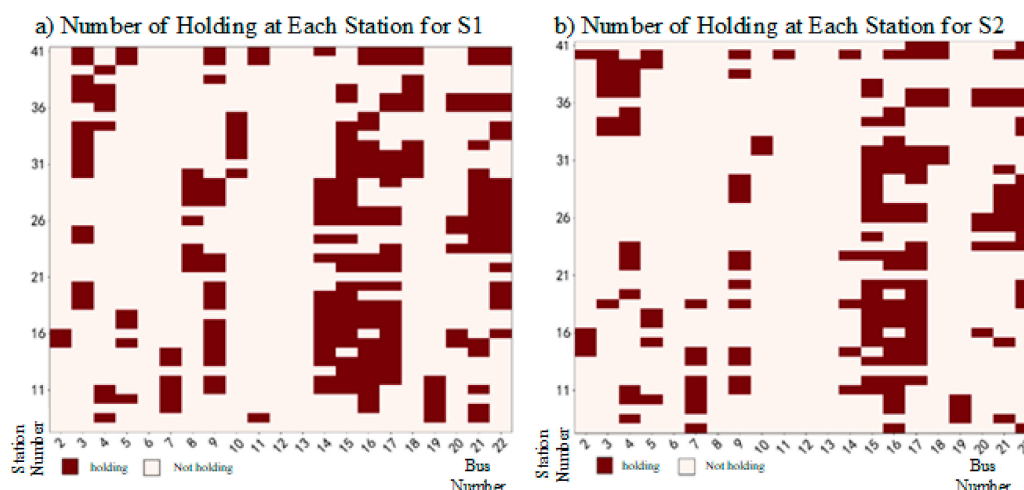 a) Number of Holding at Each Station for S1
41
36
31
26
21
16
11
2 3 4 5 6 7 8 9 10 11 12 13 14 15 16 17 18 19 20 21 22
Station
Number
holding
Not holding
Bus
Number
b) Number of Holding at Each Station for S2
41
36
31
26
21
16
11
2 3 4 5 6 7 8 9 10 11 12 13 14 15 16 17 18 19 20 21
Station
Number
holding
Not holding
Bus
Number